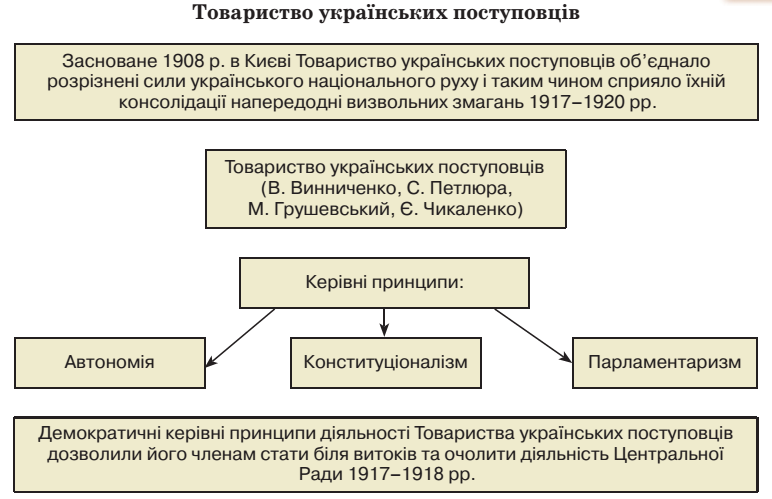 Товариство українських поступовців
Засноване 1908 р. в Києві Товариство українських поступовців об’єднало
розрізнені сили українського національного руху і таким чином сприяло їхній
консолідації напередодні визвольних змагань 1917–1920 рр.
Товариство українських поступовців
(В. Винниченко, С. Петлюра,
М. Грушевський, Є. Чикаленко)
Керівні принципи:
Автономія
Конституціоналізм
Парламентаризм
Демократичні керівні принципи діяльності Товариства українських поступовців
дозволили його членам стати біля витоків та очолити діяльність Центральної
Ради 1917–1918 рр.